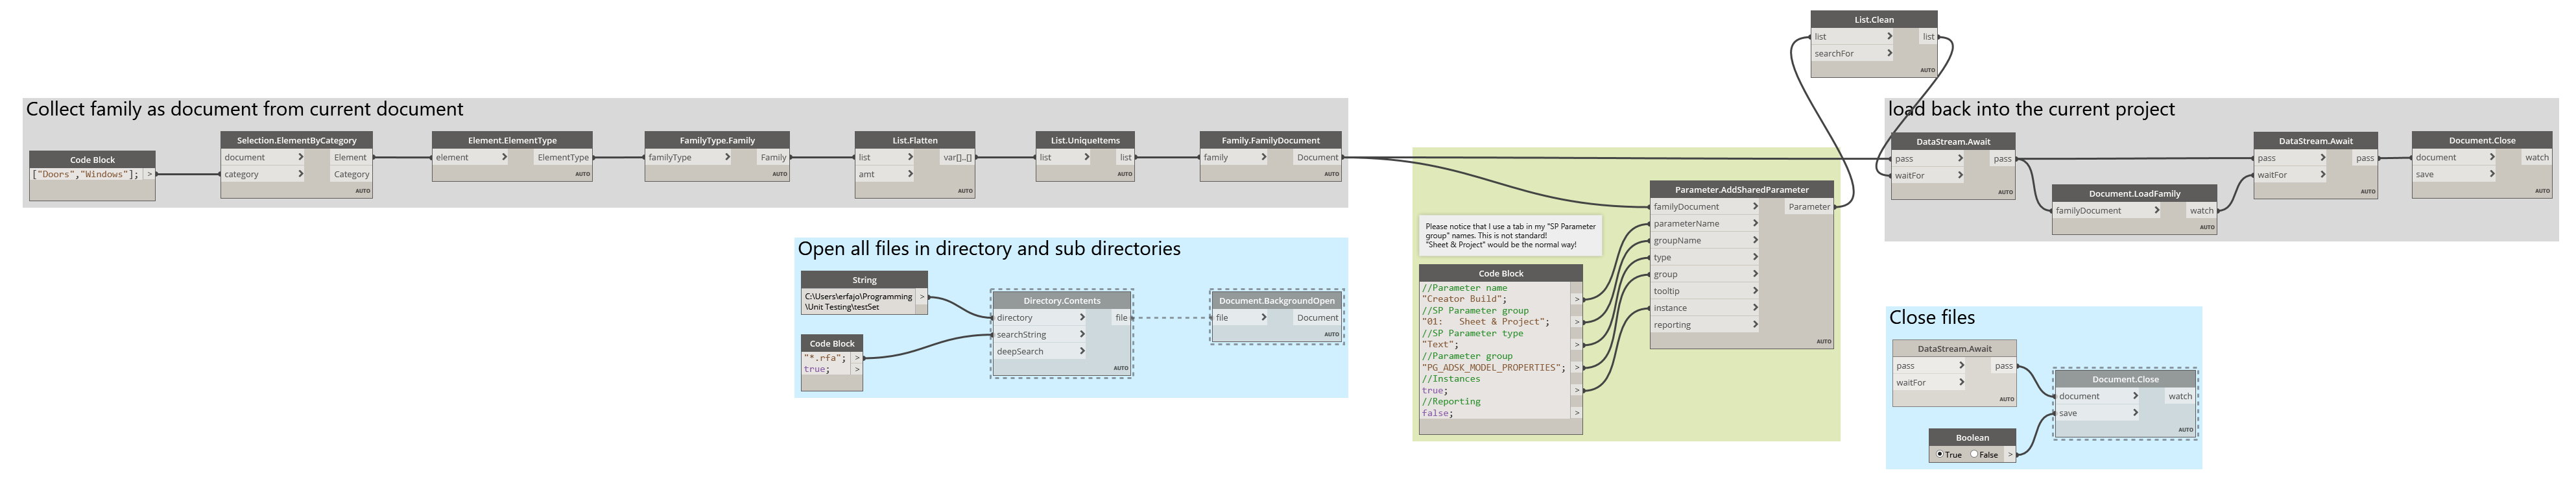 List.Clean
list > list
searchFor >
AUTO
Collect family as document from current document
Code Block
["Doors","Windows"]; >
Selection.ElementByCategory
document > Element
category > Category
AUTO
Element.ElementType
element > ElementType
AUTO
FamilyType.Family
familyType > Family
AUTO
List.Flatten
list > var[]..[]
amt >
AUTO
List.UniqueItems
list > list
AUTO
Family.FamilyDocument
family > Document
AUTO
Open all files in directory and sub directories
String
C:\Users\erfajo\Programming >
\Unit Testing\testSet
Code Block
"*.rfa"; >
true; >
Directory.Contents
directory > file
searchString >
deepSearch >
AUTO
Document.BackgroundOpen
file > Document
AUTO
Please notice that I use a tab in my "SP Parameter
group" names. This is not standard!
"Sheet & Project" would be the normal way!
Code Block
//Parameter name
"Creator Build"; >
//SP Parameter group
"01:   Sheet & Project"; >
//SP Parameter type
"Text"; >
//Parameter group
"PG_ADSK_MODEL_PROPERTIES"; >
//Instances
true; >
//Reporting
false; >
Parameter.AddSharedParameter
familyDocument > Parameter
parameterName >
groupName >
type >
group >
tooltip >
instance >
reporting >
AUTO
load back into the current project
DataStream.Await
pass > pass
waitFor >
AUTO
Document.LoadFamily
familyDocument > watch
AUTO
DataStream.Await
pass > pass
waitFor >
AUTO
Document.Close
document > watch
save >
AUTO
Close files
DataStream.Await
pass > pass
waitFor >
AUTO
Boolean
True False >
Document.Close
document > watch
save >
AUTO